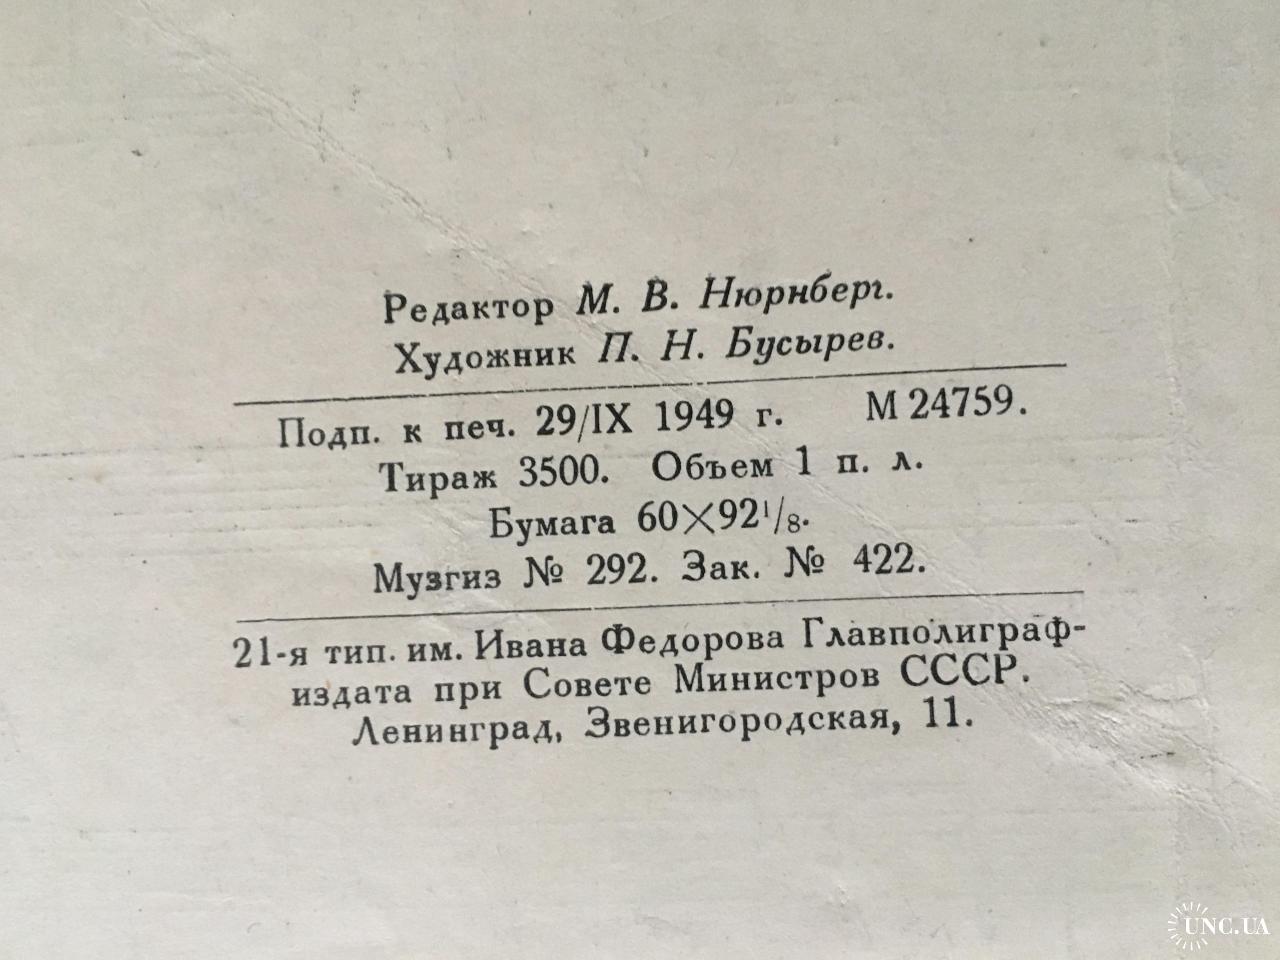 Редактор М. В. Нюрнберг.
Художник П. Н. Бусырев.
Подп. к печ. 29/IX 1949 г. М 24759.
Тираж 3500. Объем 1 п. л.
Бумага 60×92 1/8.
Музгиз № 292. Зак. № 422.
21-я тип. им. Ивана Федорова Главполиграф-
издата при Совете Министров СССР.
Ленинград, Звенигородская, 11.
UNC.UA